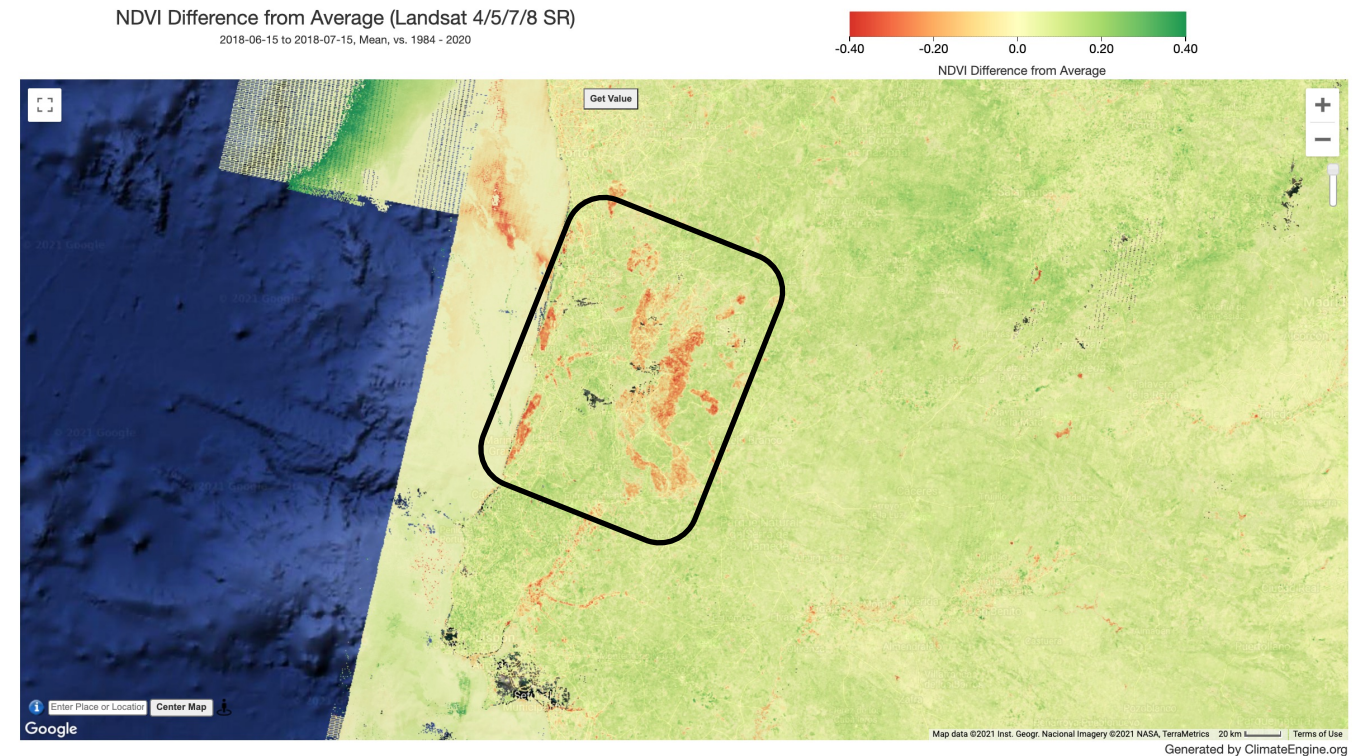 NDVI Difference from Average (Landsat 4/5/7/8 SR)
2018-06-15 to 2018-07-15, Mean, vs. 1984 - 2020
-0.40 -0.20 0.0 0.20 0.40
NDVI Difference from Average
Get Value
+
−
© 2021 Google
Enter Place or Locatior
Center Map
Google
Map data ©2021 Inst. Geogr. Nacional Imagery ©2021 NASA, TerraMetrics 20 km Terms of Use
Generated by ClimateEngine.org